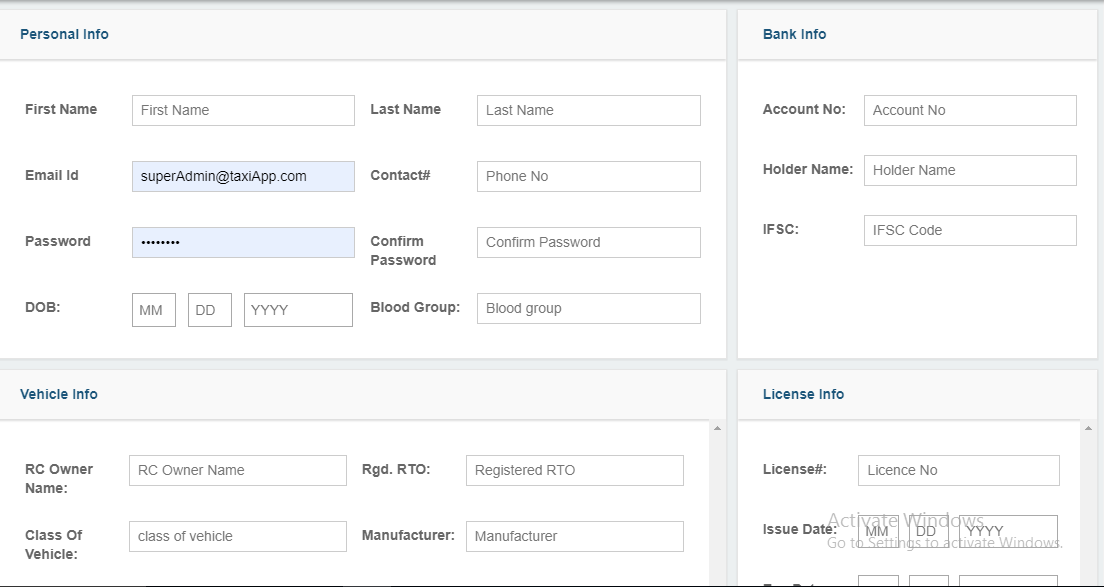 Personal Info
First Name First Name Last Name Last Name
Email Id superAdmin@taxiApp.com Contact# Phone No
Password •••••••• Confirm Password Confirm Password
DOB: MM DD YYYY Blood Group: Blood group
Bank Info
Account No: Account No
Holder Name: Holder Name
IFSC: IFSC Code
Vehicle Info
RC Owner Name: RC Owner Name Rgd. RTO: Registered RTO
Class Of Vehicle: class of vehicle Manufacturer: Manufacturer
License Info
License#: Licence No
Issue Date: MM DD YYYY
Activate Windows
Go to Settings to activate Windows.